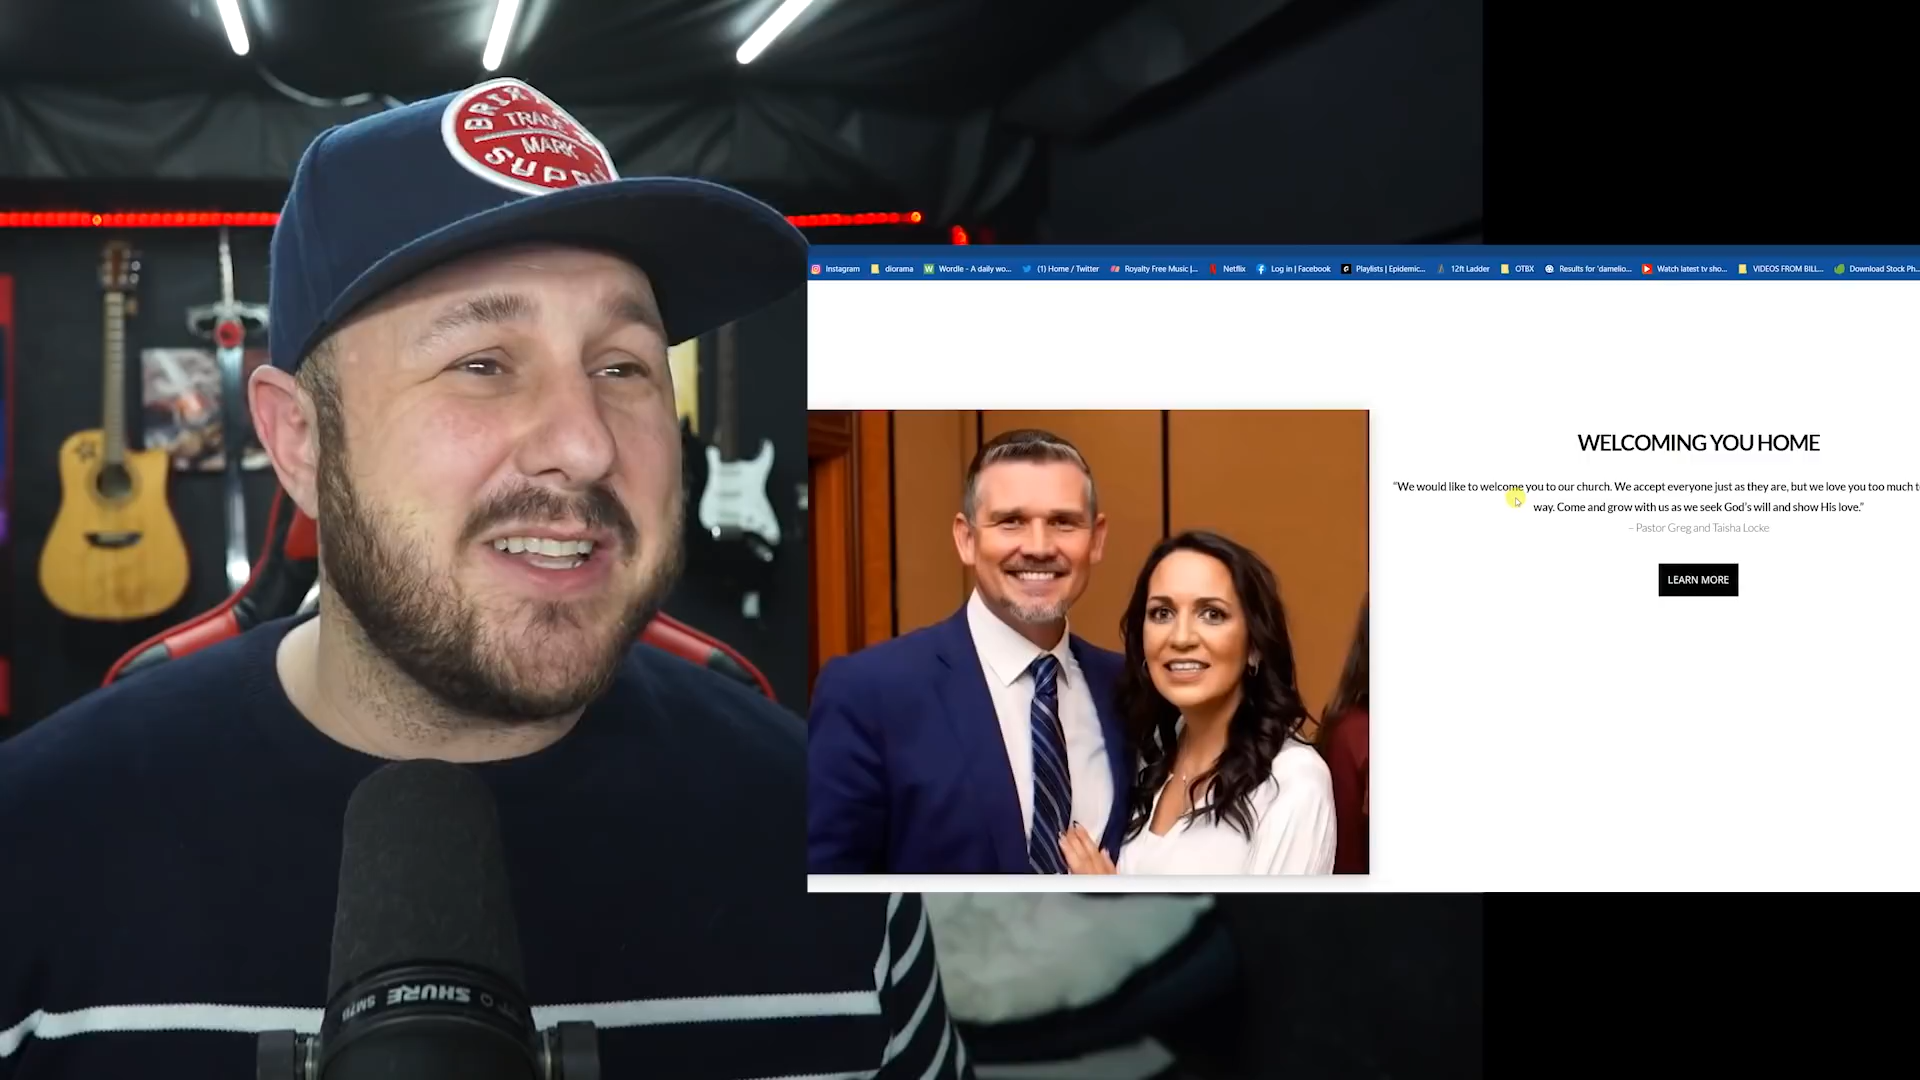 TRADE
MARK
Instagram diorama Wordle - A daily wo... (1) Home / Twitter Royalty Free Music |... Netflix Log in | Facebook Playlists | Epidemic... 12ft Ladder OTBX Results for 'damelio... Watch latest tv sho... VIDEOS FROM BILL... Download Stock Ph...
WELCOMING YOU HOME
“We would like to welcome you to our church. We accept everyone just as they are, but we love you too much
way. Come and grow with us as we seek God’s will and show His love.”
– Pastor Greg and Taisha Locke
LEARN MORE
SHURE
SM7B